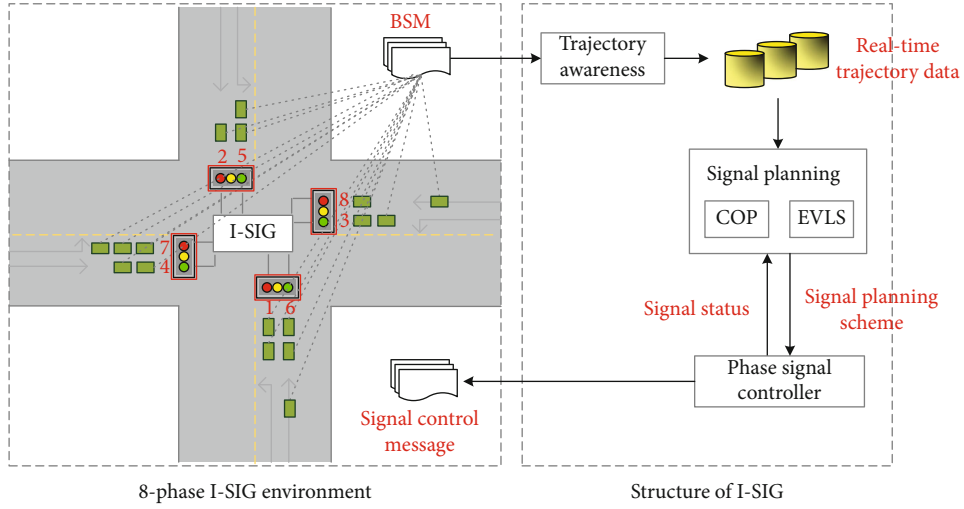 BSM
Trajectory
awareness
Real-time
trajectory data
2 5
8
3
I-SIG
7
4
1 6
Signal planning
COP
EVLS
Signal status
Signal planning
scheme
Phase signal
controller
Signal control
message
8-phase I-SIG environment
Structure of I-SIG